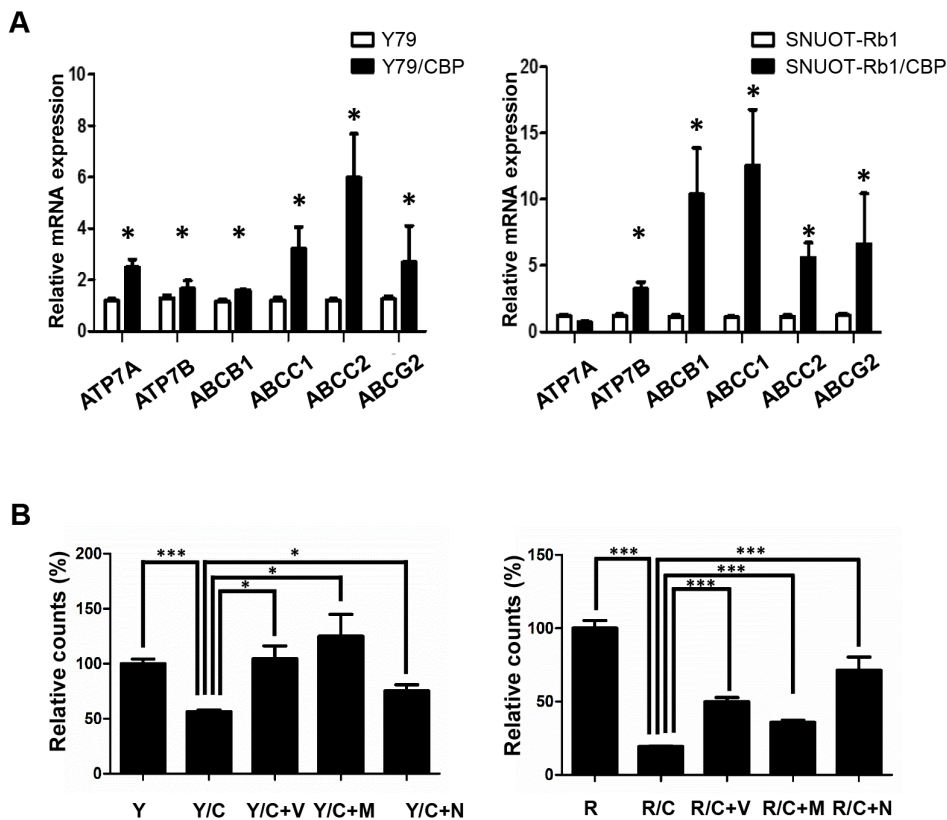 A
Y79
Y79/CBP
Relative mRNA expression
10
8
6
4
2
0
* * * * * *
ATP7A ATP7B ABCB1 ABCC1 ABCC2 ABCG2
SNUOT-Rb1
SNUOT-Rb1/CBP
Relative mRNA expression
20
15
10
5
0
* * * * *
ATP7A ATP7B ABCB1 ABCC1 ABCC2 ABCG2
B
Relative counts (%)
200
150
100
50
0
*** *
*
*
Y Y/C Y/C+V Y/C+M Y/C+N
Relative counts (%)
150
100
50
0
*** ***
***
***
R R/C R/C+V R/C+M R/C+N